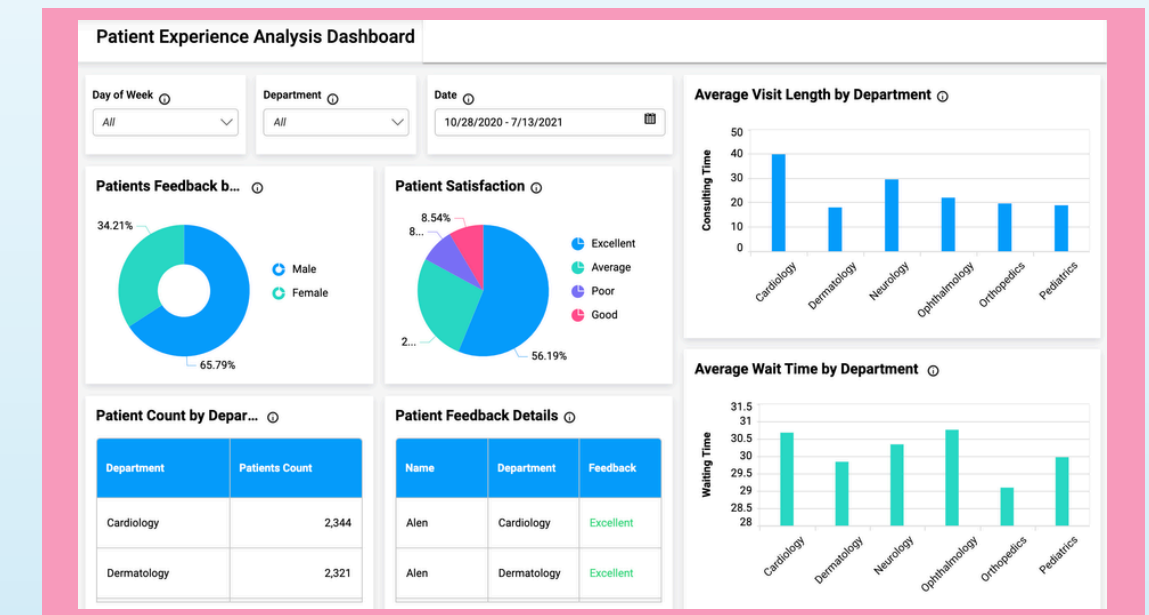 Patient Experience Analysis Dashboard
Day of Week
All
Department
All
Date
10/28/2020 - 7/13/2021
Patients Feedback b...
34.21%
65.79%
Male
Female
Patient Satisfaction
8.54%
8...
2...
56.19%
Excellent
Average
Poor
Good
Patient Count by Depar...
Department Patients Count
Cardiology 2,344
Dermatology 2,321
Patient Feedback Details
Name Department Feedback
Alen Cardiology Excellent
Alen Dermatology Excellent
Average Visit Length by Department
Consulting Time
50
40
30
20
10
0
Cardiology
Dermatology
Neurology
Ophthalmology
Orthopedics
Pediatrics
Average Wait Time by Department
Waiting Time
31.5
31
30.5
30
29.5
29
28.5
28
Cardiology
Dermatology
Neurology
Ophthalmology
Orthopedics
Pediatrics